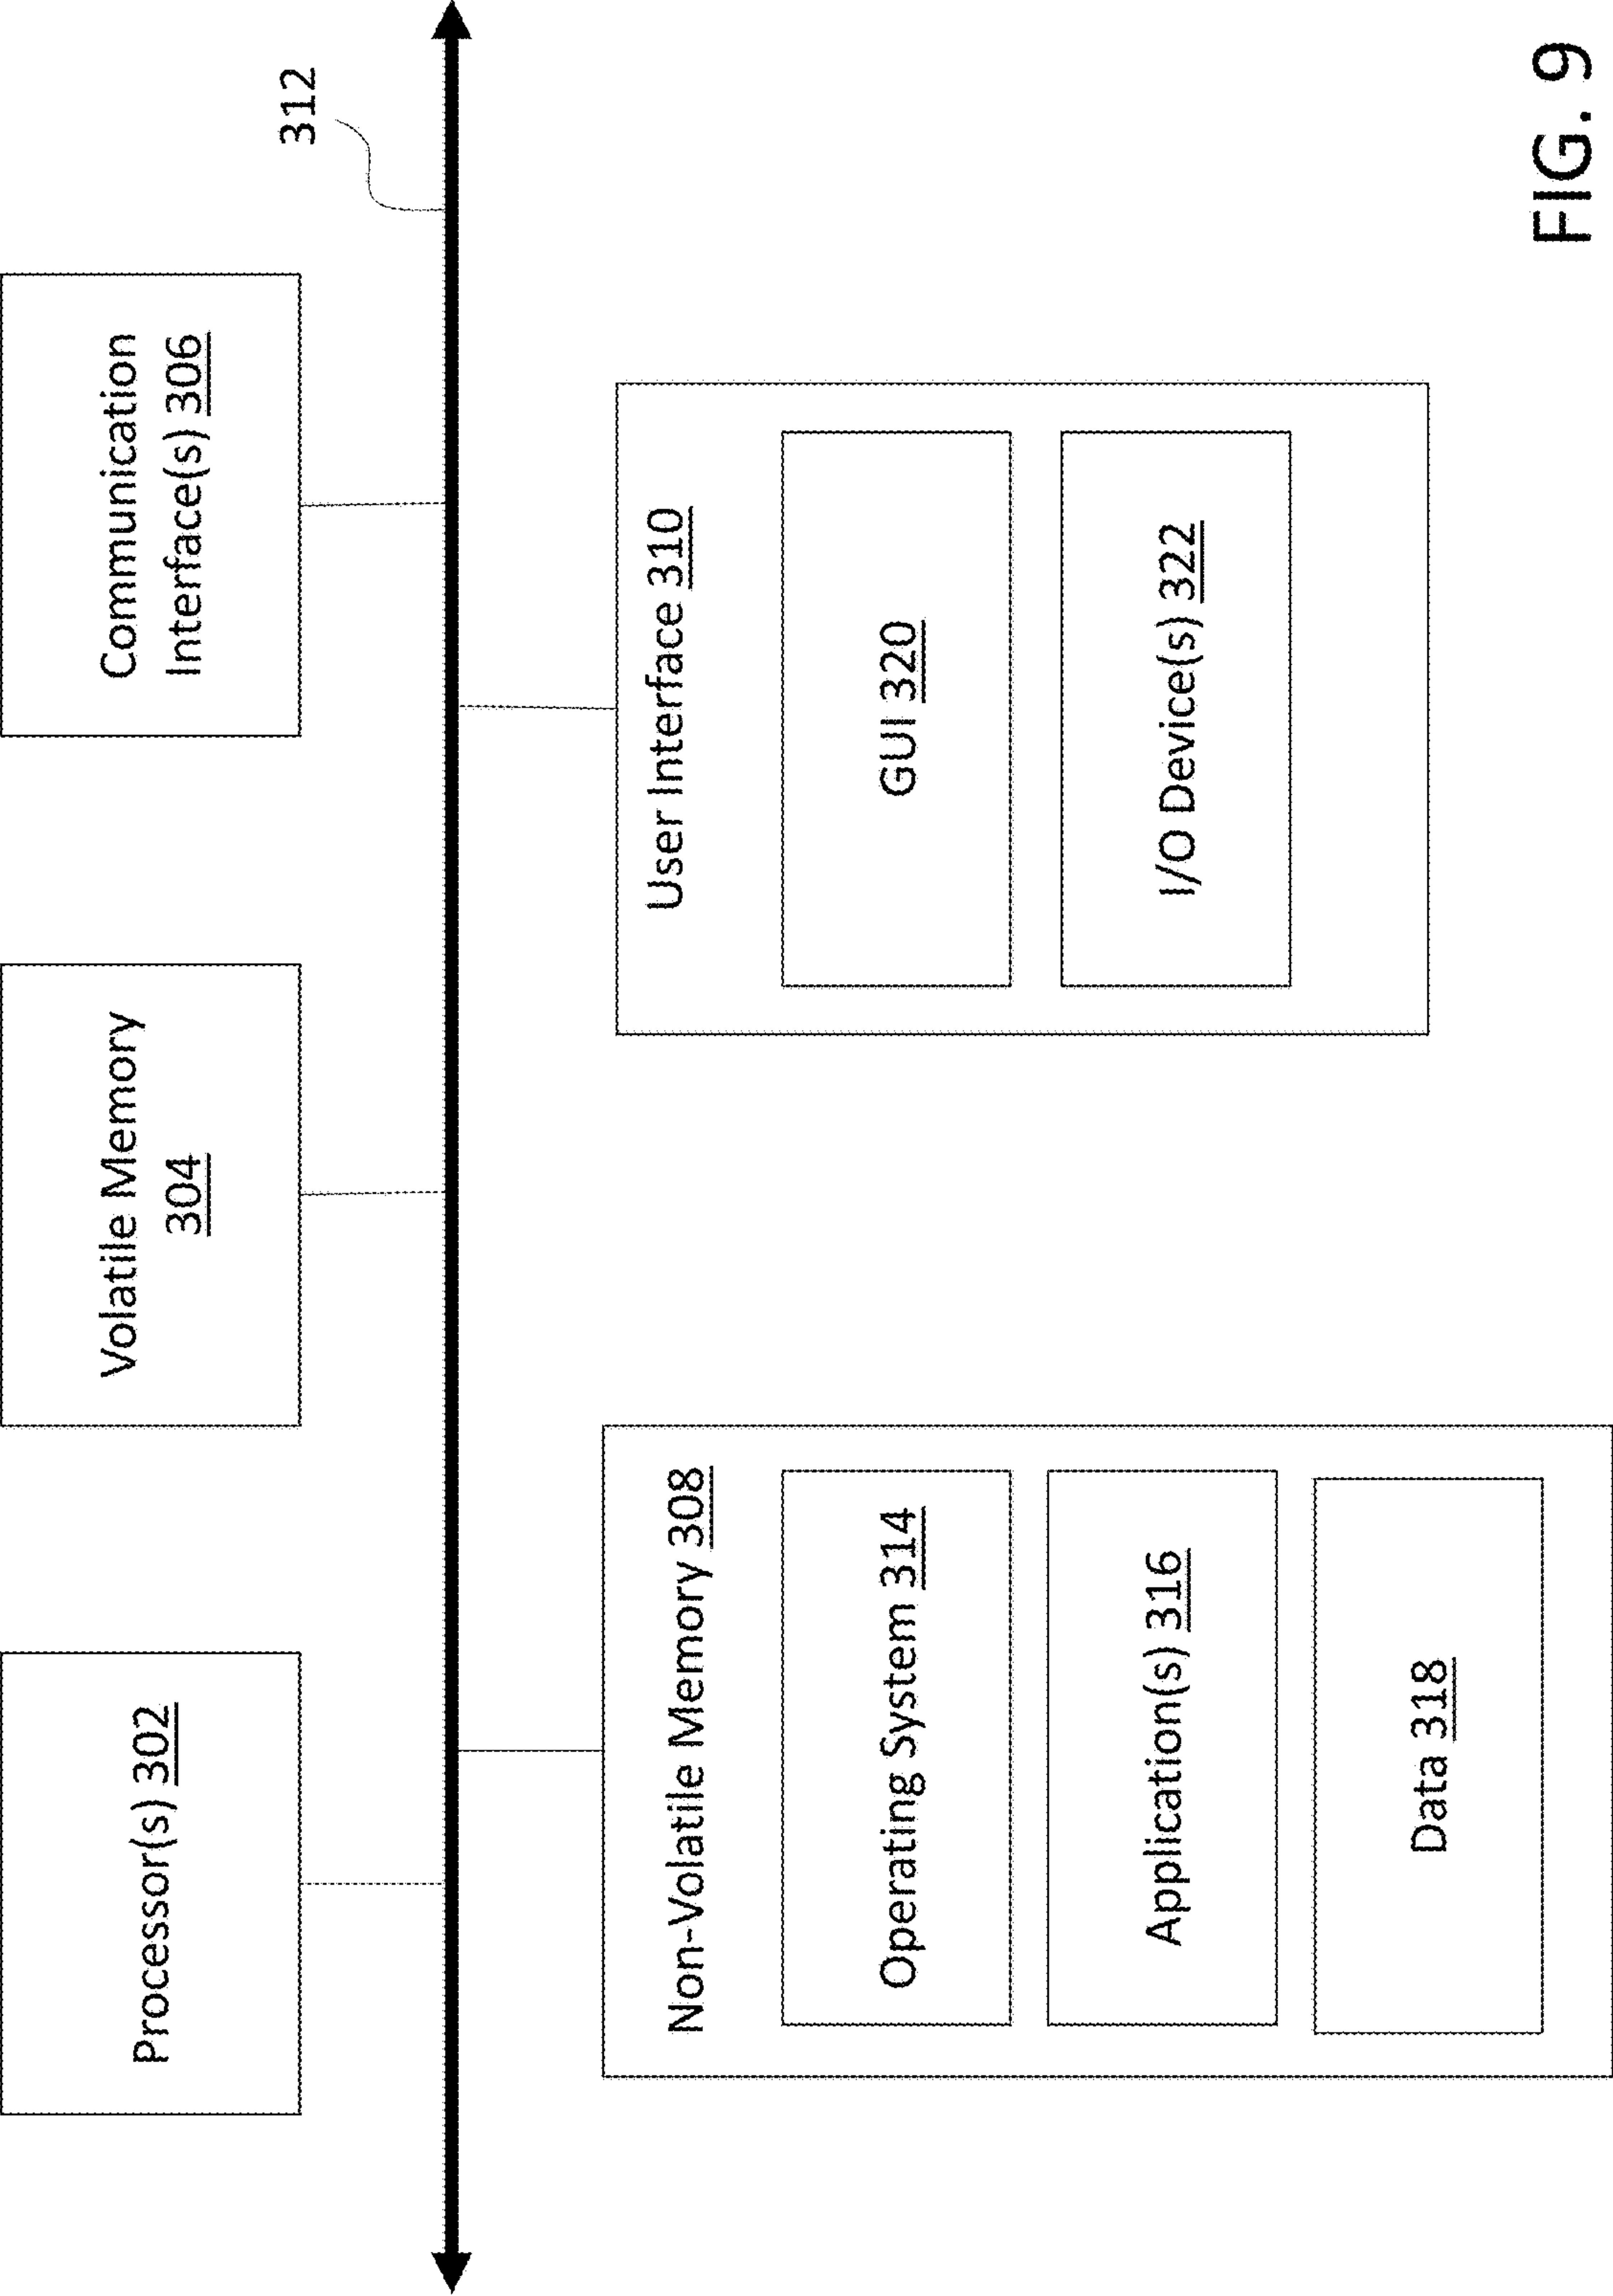 312
Processor(s) 302
Volatile Memory
304
Communication
Interface(s) 306
Non-Volatile Memory 308
Operating System 314
Application(s) 316
Data 318
User Interface 310
GUI 320
I/O Device(s) 322
FIG. 9